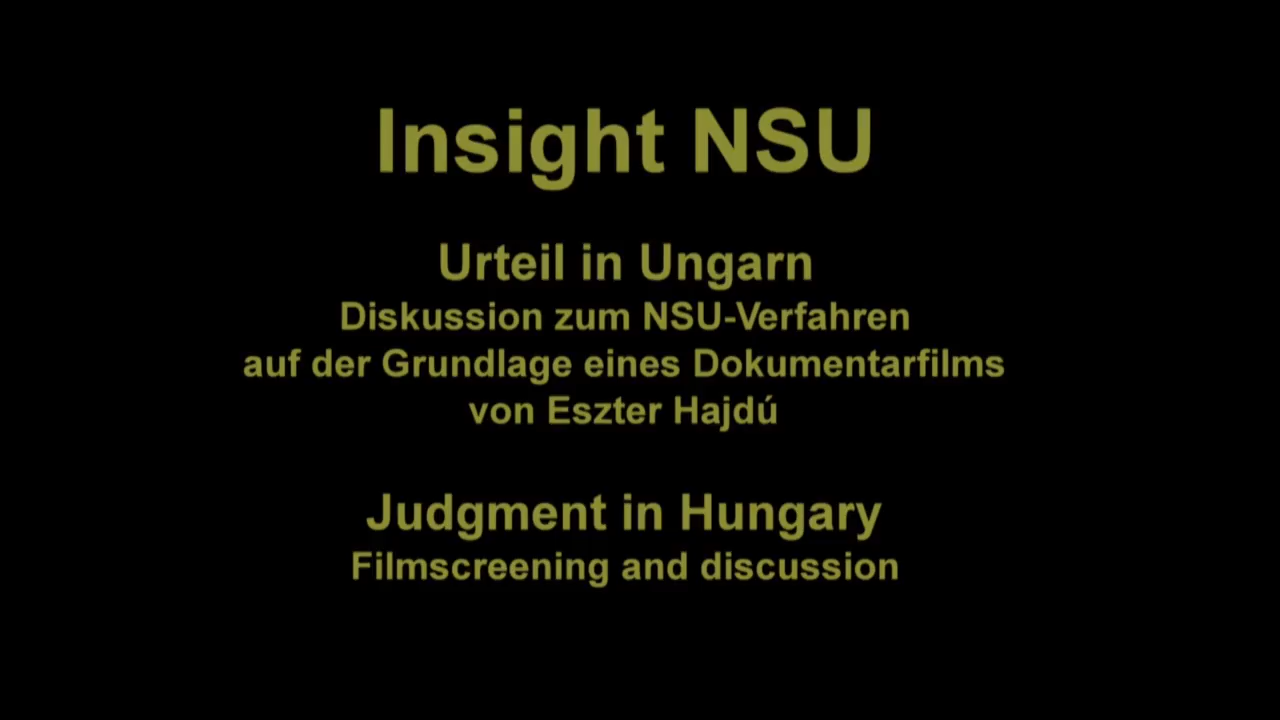 Insight NSU
Urteil in Ungarn
Diskussion zum NSU-Verfahren
auf der Grundlage eines Dokumentarfilms
von Eszter Hajdú
Judgment in Hungary
Filmscreening and discussion